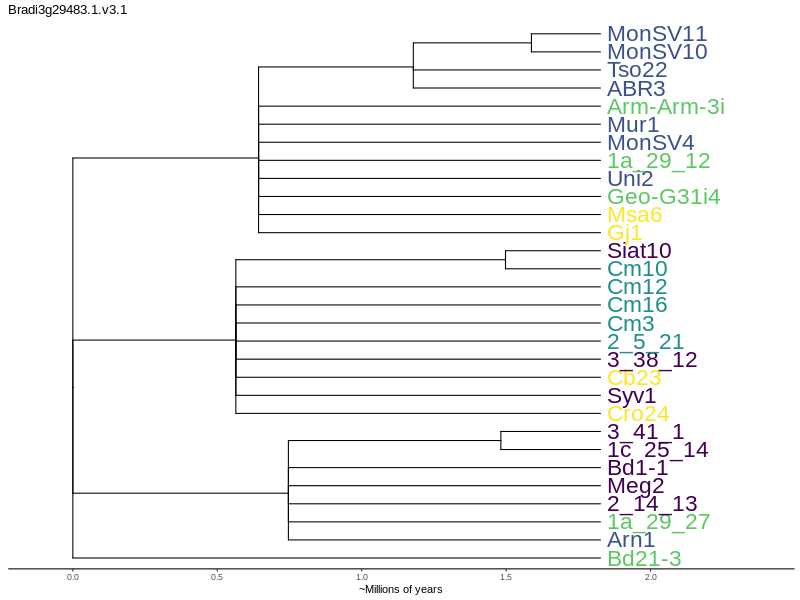 Bradi3g29483.1.v3.1
MonSV11
MonSV10
Tso22
ABR3
Arm-Arm-3i
Mur1
MonSV4
1a_29_12
Uni2
Geo-G31i4
Msa6
Gj1
Siat10
Cm10
Cm12
Cm16
Cm3
2_5_21
3_38_12
Cb23
Syv1
Cro24
3_41_1
1c_25_14
Bd1-1
Meg2
2_14_13
1a_29_27
Arn1
Bd21-3
0.0 0.5 1.0 1.5 2.0
~Millions of years